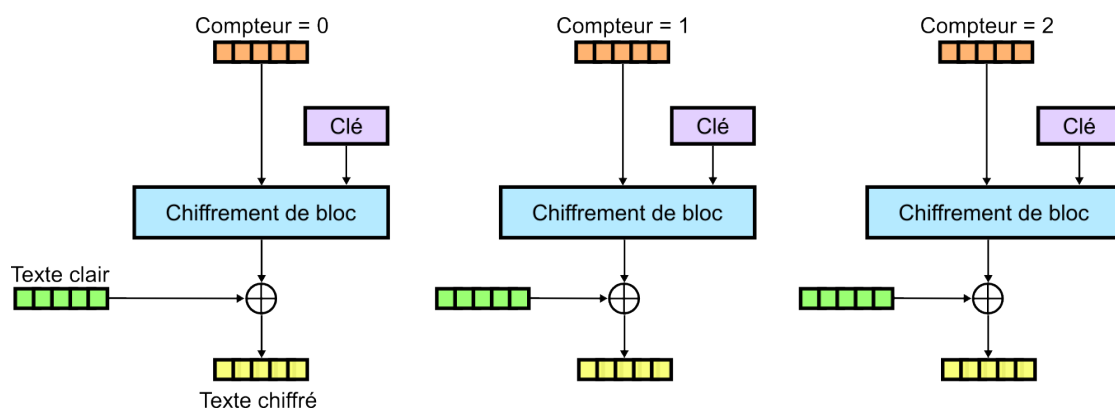 Compteur = 0
Compteur = 1
Compteur = 2
Clé
Clé
Clé
Chiffrement de bloc
Chiffrement de bloc
Chiffrement de bloc
Texte clair
Texte chiffré